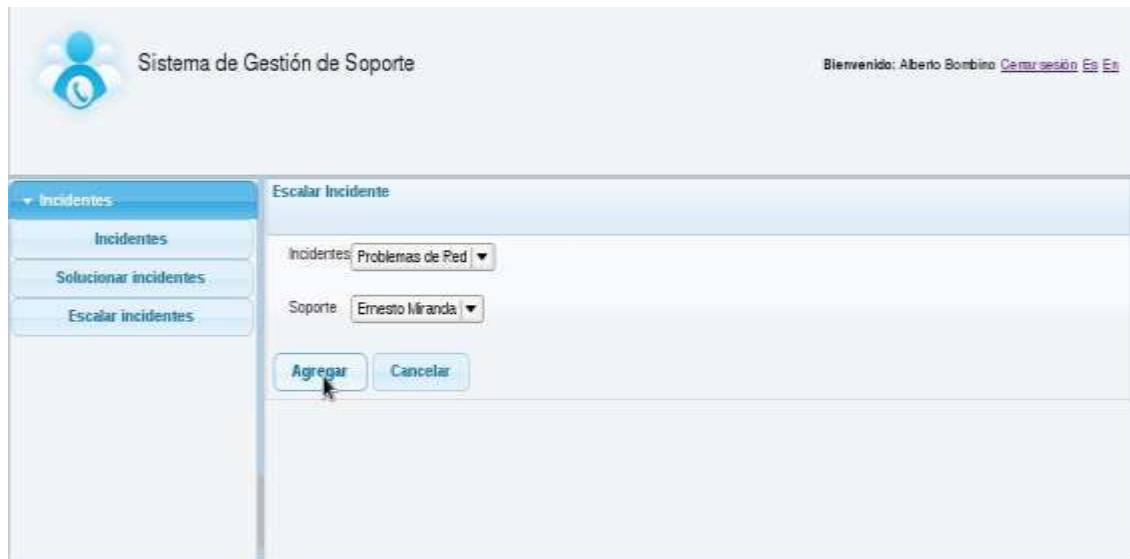 Sistema de Gestión de Soporte
Bienvenido: Alberto Bombino Cerrar sesión Es En
Incidentes
Incidentes
Solucionar incidentes
Escalar incidentes
Escalar Incidente
Incidentes Problemas de Red
Soporte Ernesto Miranda
Agregar Cancelar